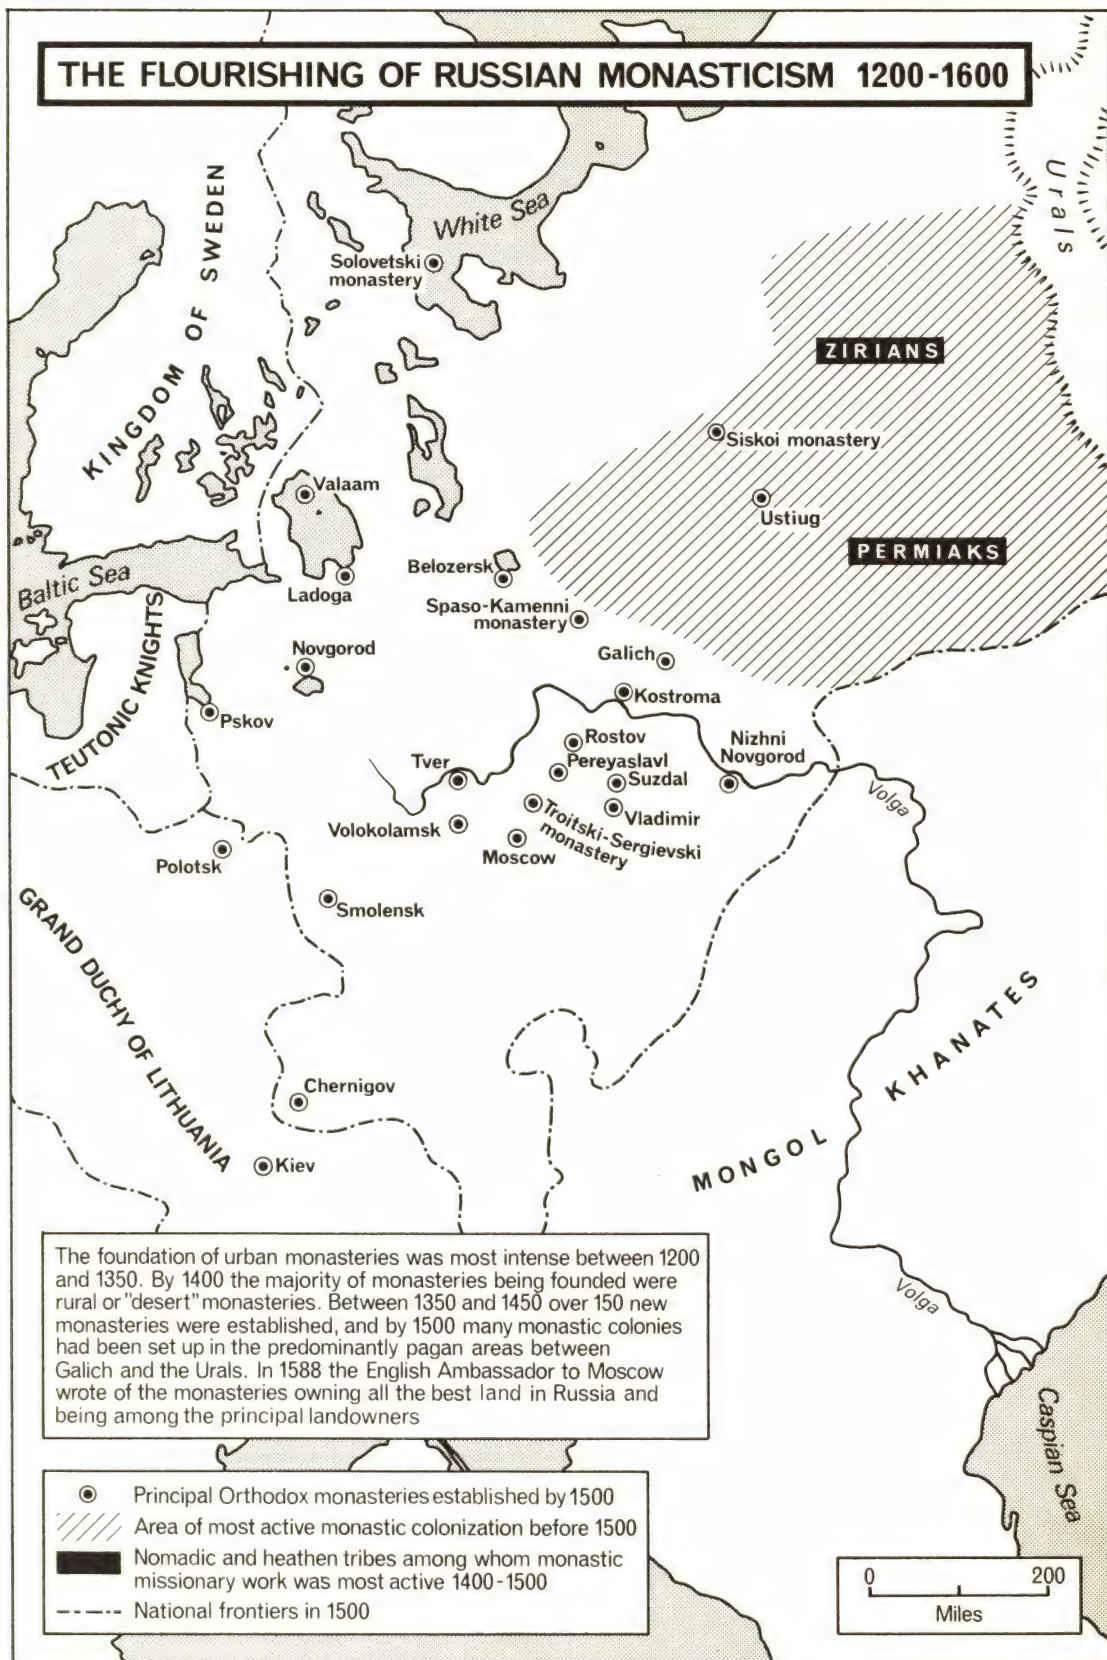 THE FLOURISHING OF RUSSIAN MONASTICISM 1200-1600
Urals
White Sea
KINGDOM OF SWEDEN
Solovetski
monastery
ZIRIANS
Siskoi monastery
Valaam
Ustiug
PERMIAKS
Baltic Sea
Belozersk
Ladoga
Spaso-Kamenni
monastery
TEUTONIC KNIGHTS
Novgorod
Galich
Kostroma
Pskov
Rostov
Nizhni
Novgorod
Tver
Pereyaslavl
Suzdal
Volga
Volokolamsk
Troitski-Sergievski
monastery
Vladimir
Moscow
Polotsk
Smolensk
GRAND DUCHY OF LITHUANIA
MONGOL KHANATES
Chernigov
Kiev
The foundation of urban monasteries was most intense between 1200
and 1350. By 1400 the majority of monasteries being founded were
rural or "desert" monasteries. Between 1350 and 1450 over 150 new
monasteries were established, and by 1500 many monastic colonies
had been set up in the predominantly pagan areas between
Galich and the Urals. In 1588 the English Ambassador to Moscow
wrote of the monasteries owning all the best land in Russia and
being among the principal landowners
Volga
Caspian Sea
Principal Orthodox monasteries established by 1500
Area of most active monastic colonization before 1500
Nomadic and heathen tribes among whom monastic
missionary work was most active 1400-1500
National frontiers in 1500
0 200
Miles